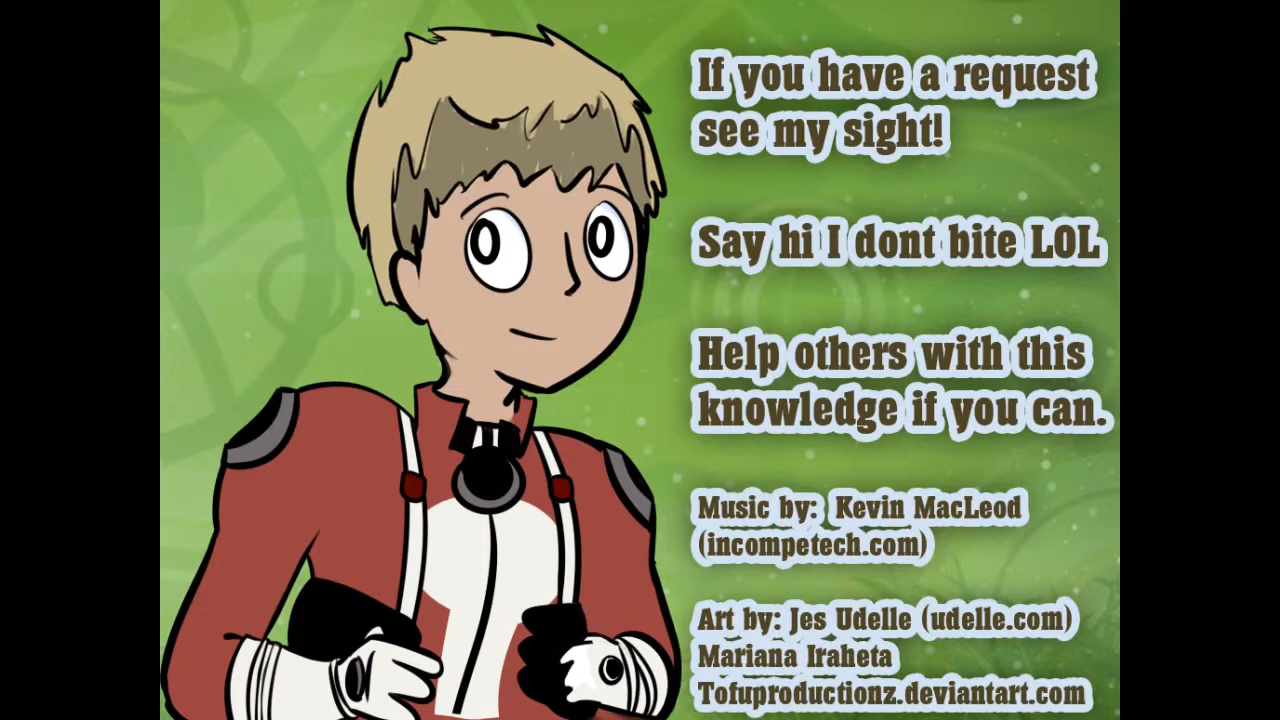 If you have a request
see my sight!
Say hi I dont bite LOL
Help others with this
knowledge if you can.
Music by: Kevin MacLeod
(incompetech.com)
Art by: Jes Udelle (udelle.com)
Mariana Iraheta
Tofuproductionz.deviantart.com